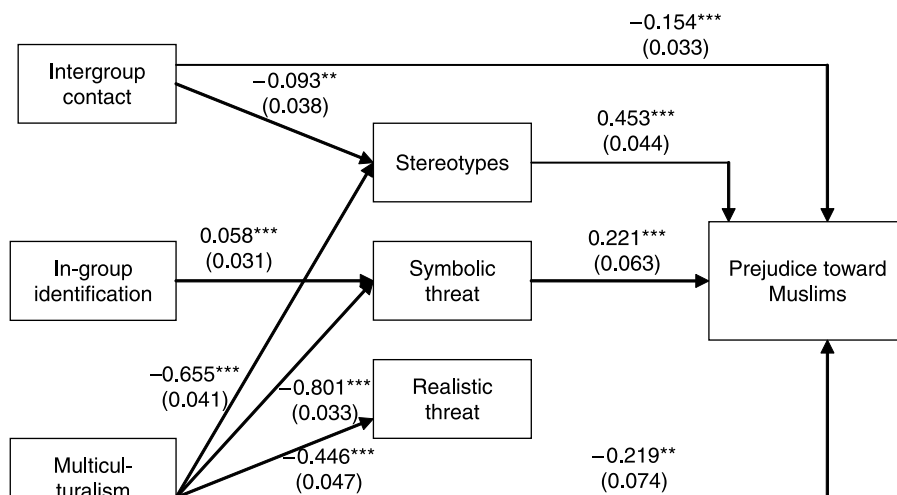 −0.154***
(0.033)
Intergroup
contact
−0.093**
(0.038)
0.453***
(0.044)
Stereotypes
0.058***
(0.031)
0.221***
(0.063)
In-group
identification
Symbolic
threat
Prejudice toward
Muslims
−0.655***
(0.041)
−0.801***
(0.033)
Realistic
threat
−0.446***
(0.047)
−0.219**
(0.074)
Multicul-
turalism